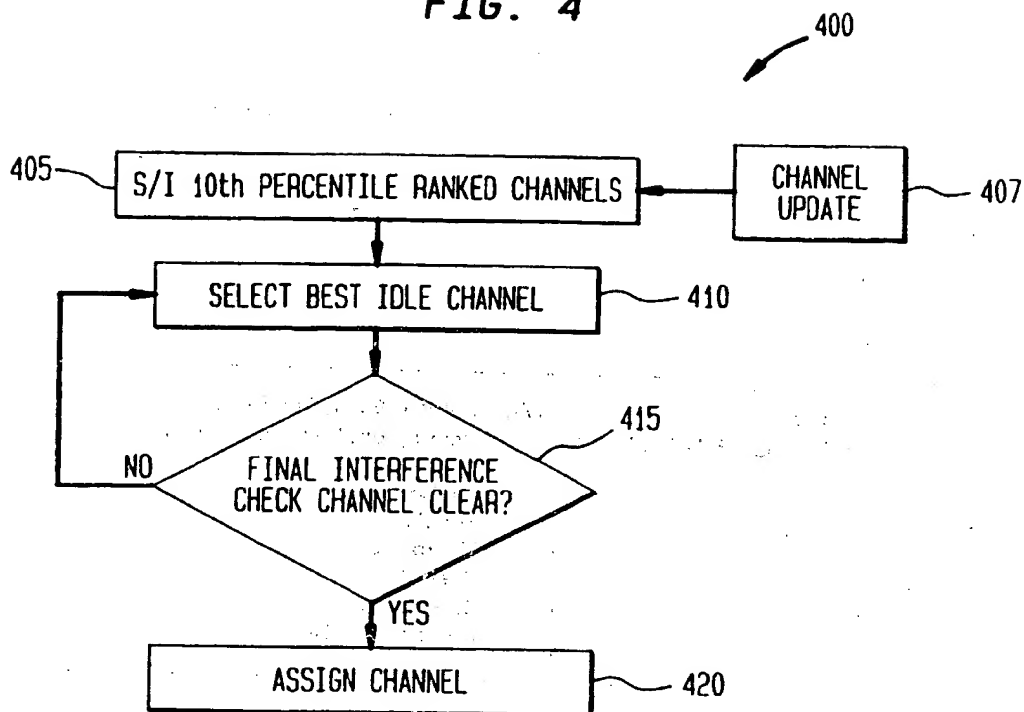 FIG. 4
400
405
S/I 10th PERCENTILE RANKED CHANNELS
CHANNEL
UPDATE
407
SELECT BEST IDLE CHANNEL
410
415
NO
FINAL INTERFERENCE
CHECK CHANNEL CLEAR?
YES
ASSIGN CHANNEL
420